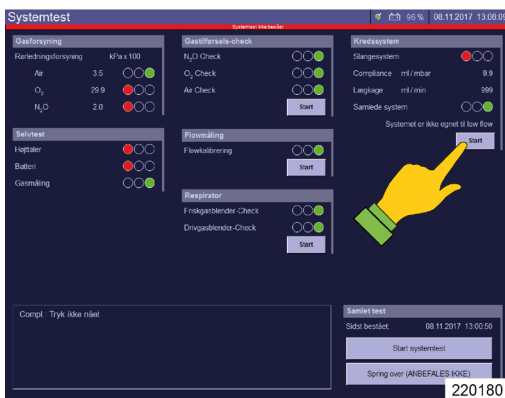 Systemtest
96 % 08.11.2017 13:06:09
Systemtest ikke bestået
Gasforsyning
Rørledningsforsyning kPa x 100
Air 3.5
O2 29.9
N2O 2.0
Selvtest
Højttaler
Batteri
Gasmåling
Gastilførsels-check
N2O Check
O2 Check
Air Check
Start
Flowmåling
Flowkalibrering
Start
Respirator
Friskgasblender-Check
Drivgasblender-Check
Start
Kredssystem
Slangesystem
Compliance ml/mbar 9.9
Lægkage ml/min 999
Samlede system
Systemet er ikke egnet til low flow
Start
Compl.: Tryk ikke nået
Samlet test
Sidst bestået: 08.11.2017 13:00:50
Start systemtest
Spring over (ANBEFALES IKKE)
220180